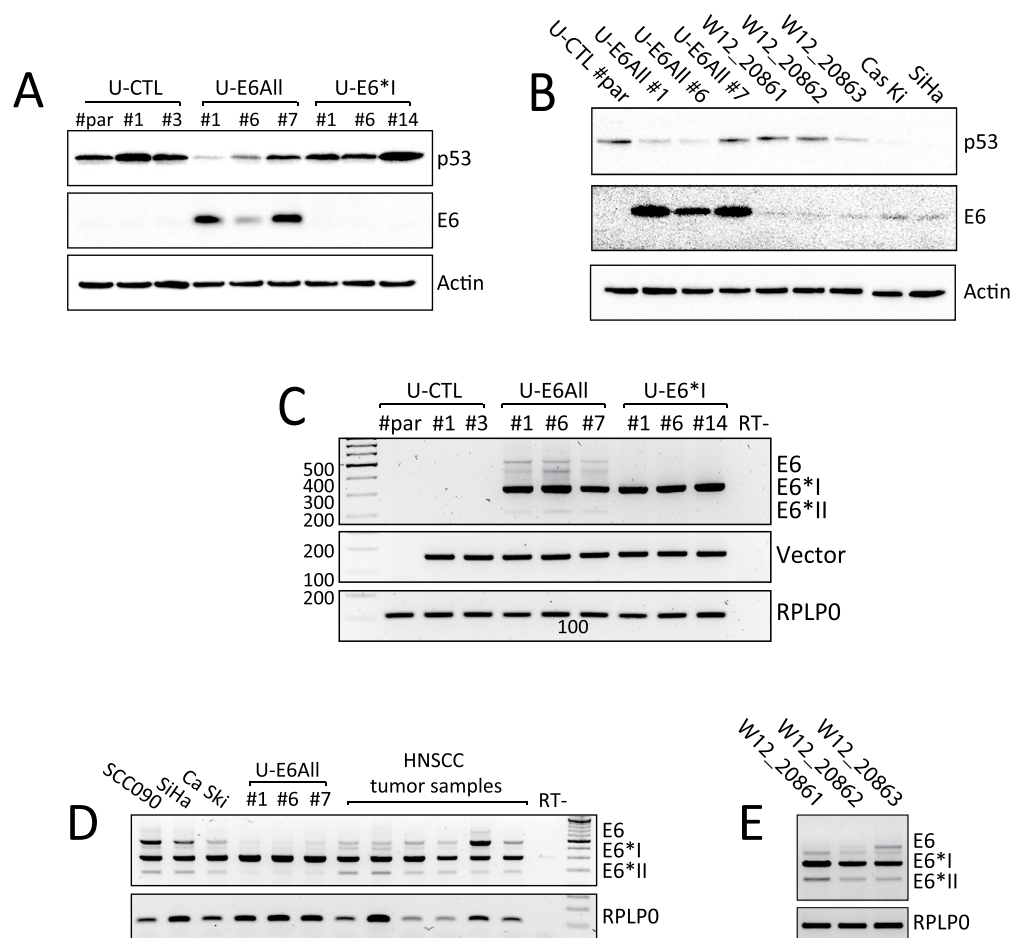 A
U-CTL U-E6All U-E6*I
#par #1 #3 #1 #6 #7 #1 #6 #14
p53
E6
Actin
B
U-CTL #par
U-E6All #1
U-E6All #6
U-E6All #7
W12_20861
W12_20862
W12_20863
Cas Ki
SiHa
p53
E6
Actin
C
U-CTL U-E6All U-E6*I
#par #1 #3 #1 #6 #7 #1 #6 #14 RT-
500
400
300
200
E6
E6*I
E6*II
200
100
Vector
200
100
RPLP0
D
SCC090
SiHa
Ca Ski
U-E6All
#1 #6 #7
HNSCC
tumor samples
RT-
E6
E6*I
E6*II
RPLP0
E
W12_20861
W12_20862
W12_20863
E6
E6*I
E6*II
RPLP0